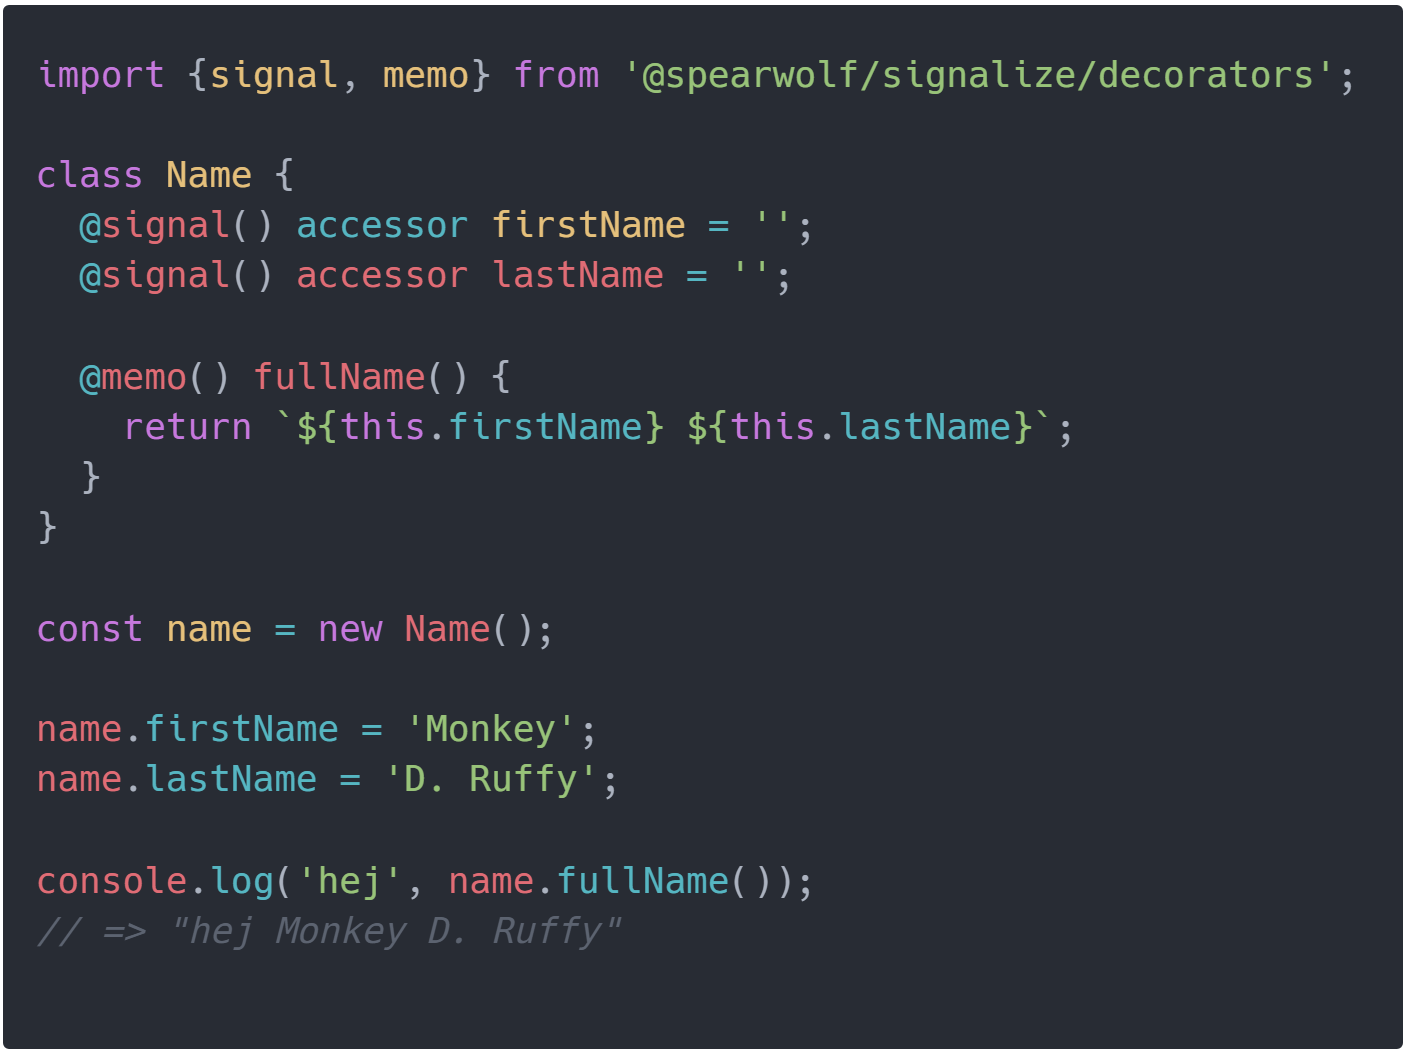 import {signal, memo} from '@spearwolf/signalize/decorators';

class Name {
  @signal() accessor firstName = '';
  @signal() accessor lastName = '';

  @memo() fullName() {
    return `${this.firstName} ${this.lastName}`;
  }
}

const name = new Name();

name.firstName = 'Monkey';
name.lastName = 'D. Ruffy';

console.log('hej', name.fullName());
// => "hej Monkey D. Ruffy"